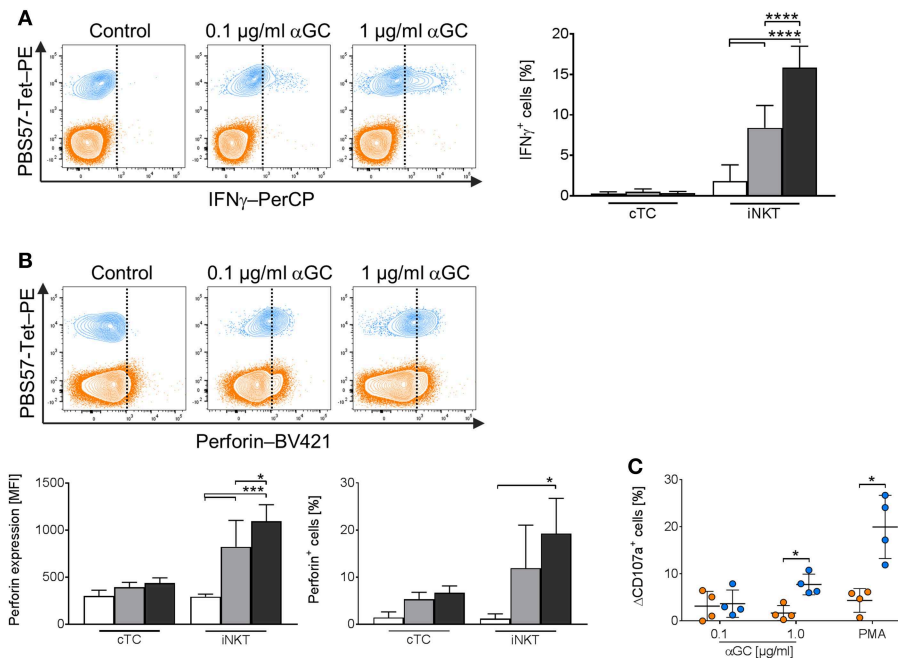 A
Control
0.1 µg/ml αGC
1 µg/ml αGC
PBS57-Tet–PE
IFNγ–PerCP
IFNγ⁺ cells [%]
20
15
10
5
0
****
****
cTC
iNKT
B
Control
0.1 µg/ml αGC
1 µg/ml αGC
PBS57-Tet–PE
Perforin–BV421
Perforin expression [MFI]
1500
1000
500
0
*
***
cTC
iNKT
Perforin⁺ cells [%]
30
20
10
0
*
cTC
iNKT
C
ΔCD107a⁺ cells [%]
30
20
10
0
*
*
0.1
1.0
PMA
αGC [µg/ml]